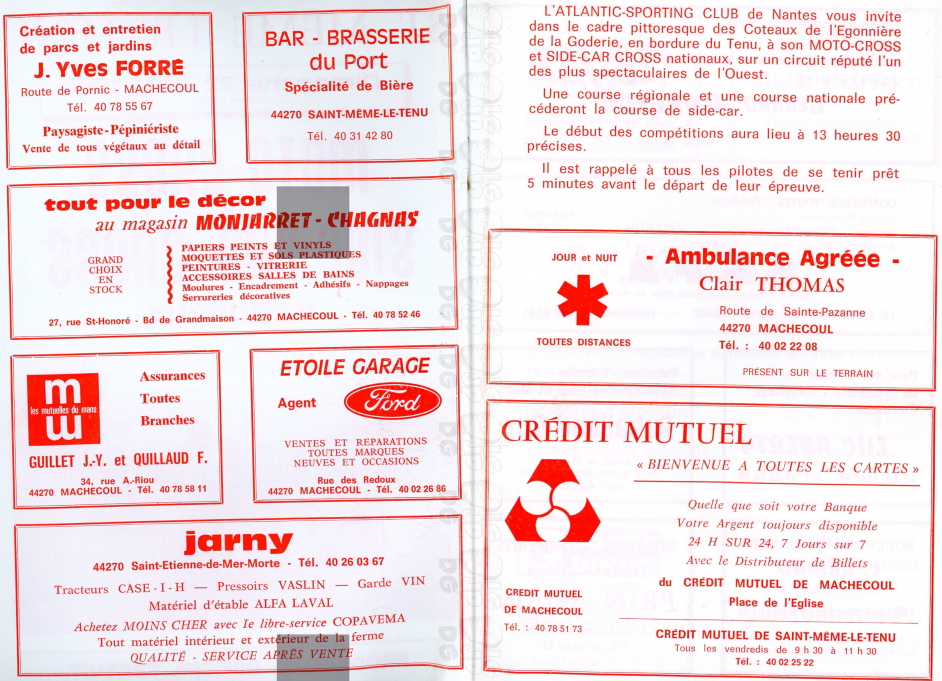 Création et entretien
de parcs et jardins
J. Yves FORRÉ
Route de Pornic - MACHECOUL
Tél. 40 78 55 67
Paysagiste-Pépiniériste
Vente de tous végétaux au détail
BAR - BRASSERIE
du Port
Spécialité de Bière
44270 SAINT-MÊME-LE-TENU
Tél. 40 31 42 80
tout pour le décor
au magasin MONJARRET - CHAGNAS
GRAND
CHOIX
EN
STOCK
PAPIERS PEINTS ET VINYLS
MOQUETTES ET SOLS PLASTIQUES
PEINTURES - VITRERIE
ACCESSOIRES SALLES DE BAINS
Moulures - Encadrement - Adhésifs - Nappages
Serrureries décoratives
27, rue St-Honoré - Bd de Grandmaison - 44270 MACHECOUL - Tél. 40 78 52 46
m
les mutuelles du mans
m
Assurances
Toutes
Branches
GUILLET J.-Y. et QUILLAUD F.
34, rue A.-Riou
44270 MACHECOUL - Tél. 40 78 58 11
ETOILE GARAGE
Agent
Ford
VENTES ET REPARATIONS
TOUTES MARQUES
NEUVES ET OCCASIONS
Rue des Redoux
44270 MACHECOUL - Tél. 40 02 26 86
jarny
44270 Saint-Etienne-de-Mer-Morte - Tél. 40 26 03 67
Tracteurs CASE - I - H — Pressoirs VASLIN — Garde VIN
Matériel d'étable ALFA LAVAL
Achetez MOINS CHER avec le libre-service COPAVEMA
Tout matériel intérieur et extérieur de la ferme
QUALITÉ - SERVICE APRÈS VENTE
L'ATLANTIC-SPORTING CLUB de Nantes vous invite
dans le cadre pittoresque des Coteaux de l'Egonnière
de la Goderie, en bordure du Tenu, à son MOTO-CROSS
et SIDE-CAR CROSS nationaux, sur un circuit réputé l'un
des plus spectaculaires de l'Ouest.
Une course régionale et une course nationale pré-
céderont la course de side-car.
Le début des compétitions aura lieu à 13 heures 30
précises.
Il est rappelé à tous les pilotes de se tenir prêt
5 minutes avant le départ de leur épreuve.
JOUR et NUIT
TOUTES DISTANCES
- Ambulance Agréée -
Clair THOMAS
Route de Sainte-Pazanne
44270 MACHECOUL
Tél. : 40 02 22 08
PRÉSENT SUR LE TERRAIN
CRÉDIT MUTUEL
« BIENVENUE A TOUTES LES CARTES »
Quelle que soit votre Banque
Votre Argent toujours disponible
24 H SUR 24, 7 Jours sur 7
Avec le Distributeur de Billets
du CRÉDIT MUTUEL DE MACHECOUL
Place de l'Eglise
CREDIT MUTUEL
DE MACHECOUL
Tél. : 40 78 51 73
CRÉDIT MUTUEL DE SAINT-MÊME-LE-TENU
Tous les vendredis de 9 h 30 à 11 h 30
Tél. : 40 02 25 22